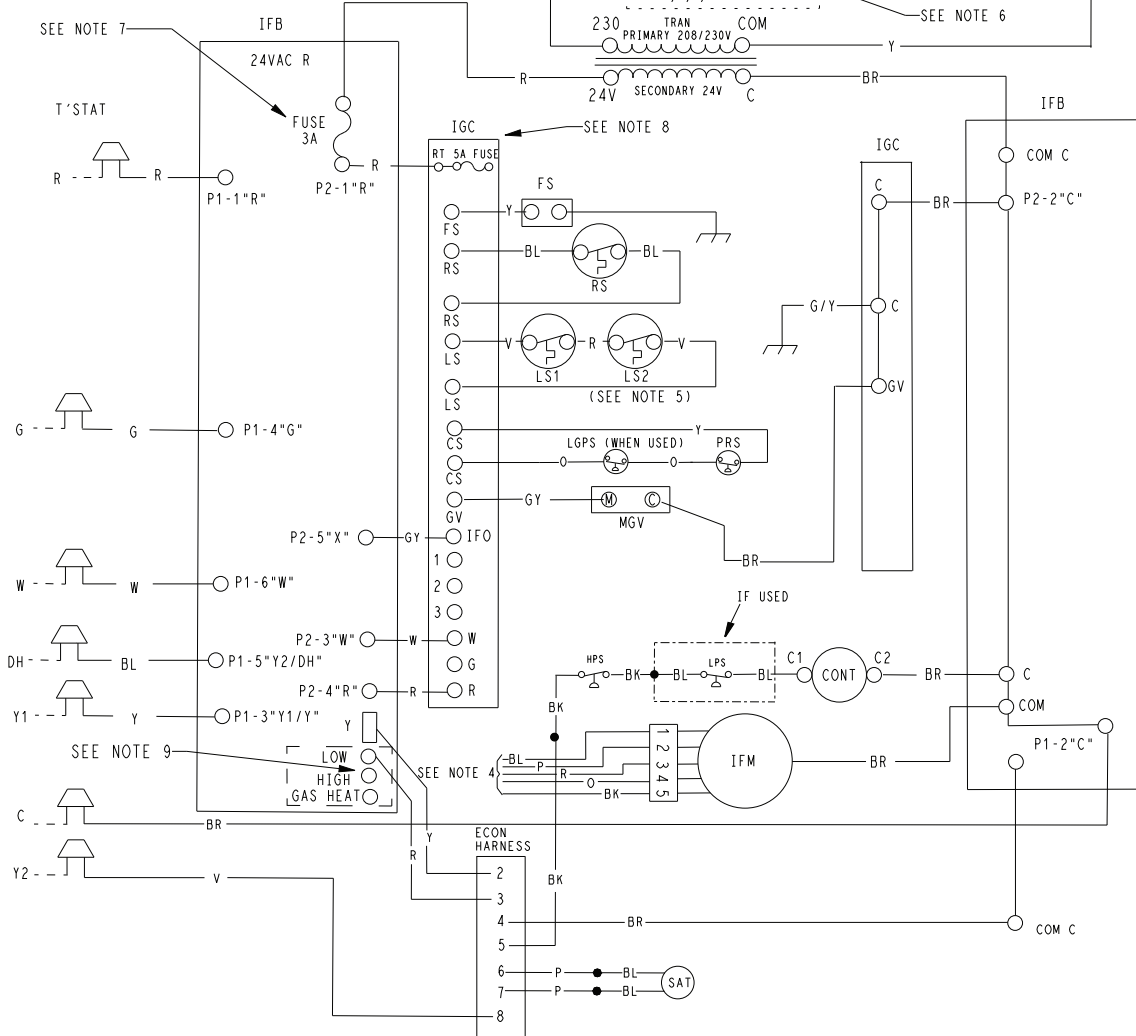 SEE NOTE 7
IFB
24VAC R
230
TRAN
COM
PRIMARY 208/230V
SEE NOTE 6
Y
R
24V
SECONDARY 24V
C
BR
IFB
T'STAT
FUSE
3A
IGC
SEE NOTE 8
RT 5A FUSE
IGC
COM C
R
R
P1-1"R"
P2-1"R"
R
FS
Y
FS
C
BR
P2-2"C"
BL
BL
RS
RS
RS
G/Y
C
V
R
V
LS
LS1
LS2
(SEE NOTE 5)
LS
GV
G
G
P1-4"G"
CS
Y
LGPS (WHEN USED)
PRS
O
O
CS
GY
M
C
GV
MGV
P2-5"X"
GY
IFO
BR
1
2
3
W
W
P1-6"W"
IF USED
P2-3"W"
W
W
G
DH
BL
P1-5"Y2/DH"
HPS
BK
BL
LPS
BL
C1
CONT
C2
BR
C
P2-4"R"
R
R
BK
COM
Y1
Y
P1-3"Y1/Y"
Y
P1-2"C"
SEE NOTE 9
LOW
HIGH
GAS HEAT
SEE NOTE 4
BL
P
R
O
BK
1
2
3
4
5
IFM
BR
C
BR
Y
R
ECON
HARNESS
Y2
V
2
BK
3
4
BR
COM C
5
6
P
BL
SAT
7
P
BL
8